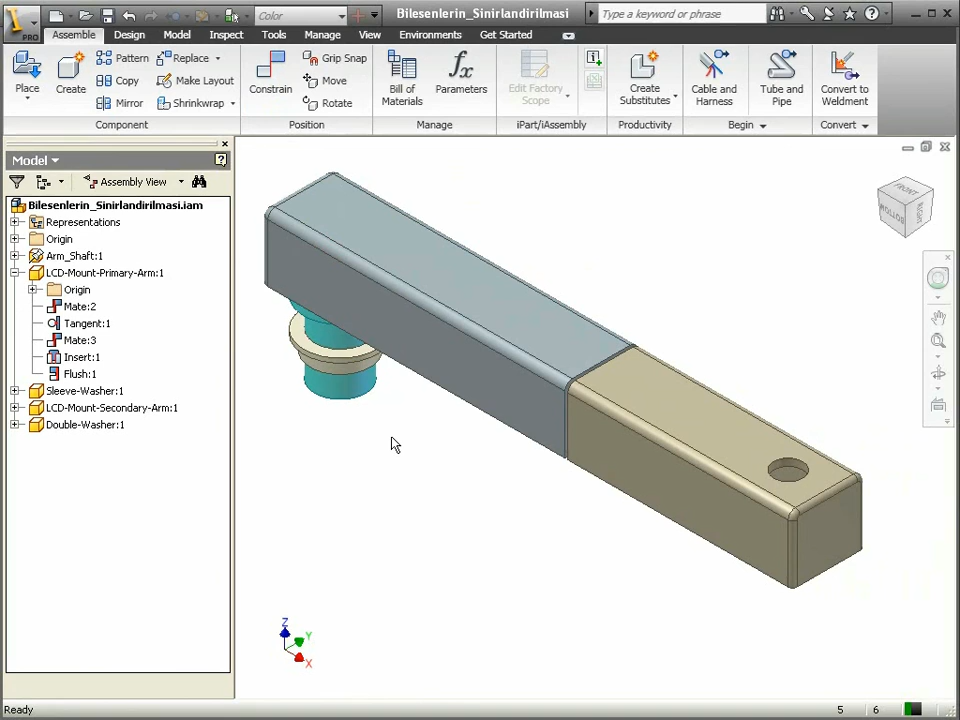 Color
Bilesenlerin_Sinirlandirilmasi
Type a keyword or phrase
PRO
Assemble
Design
Model
Inspect
Tools
Manage
View
Environments
Get Started
Place
Create
Pattern
Copy
Mirror
Replace
Make Layout
Shrinkwrap
Constrain
Grip Snap
Move
Rotate
Bill of
Materials
Parameters
Edit Factory
Scope
Create
Substitutes
Cable and
Harness
Tube and
Pipe
Convert to
Weldment
Component
Position
Manage
iPart/iAssembly
Productivity
Begin
Convert
Model
Assembly View
Bilesenlerin_Sinirlandirilmasi.iam
Representations
Origin
Arm_Shaft:1
LCD-Mount-Primary-Arm:1
Origin
Mate:2
Tangent:1
Mate:3
Insert:1
Flush:1
Sleeve-Washer:1
LCD-Mount-Secondary-Arm:1
Double-Washer:1
FRONT
BOTTOM
RIGHT
Z
Y
X
Ready
5
6